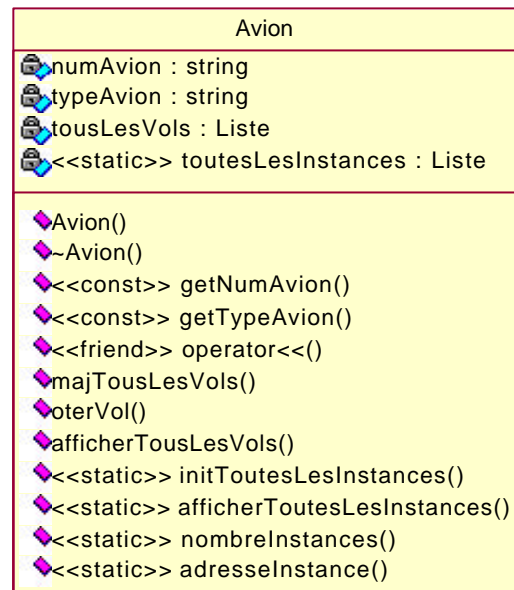 Avion
numAvion : string
typeAvion : string
tousLesVols : Liste
<<static>> toutesLesInstances : Liste
Avion()
~Avion()
<<const>> getNumAvion()
<<const>> getTypeAvion()
<<friend>> operator<<()
majTousLesVols()
oterVol()
afficherTousLesVols()
<<static>> initToutesLesInstances()
<<static>> afficherToutesLesInstances()
<<static>> nombreInstances()
<<static>> adresseInstance()